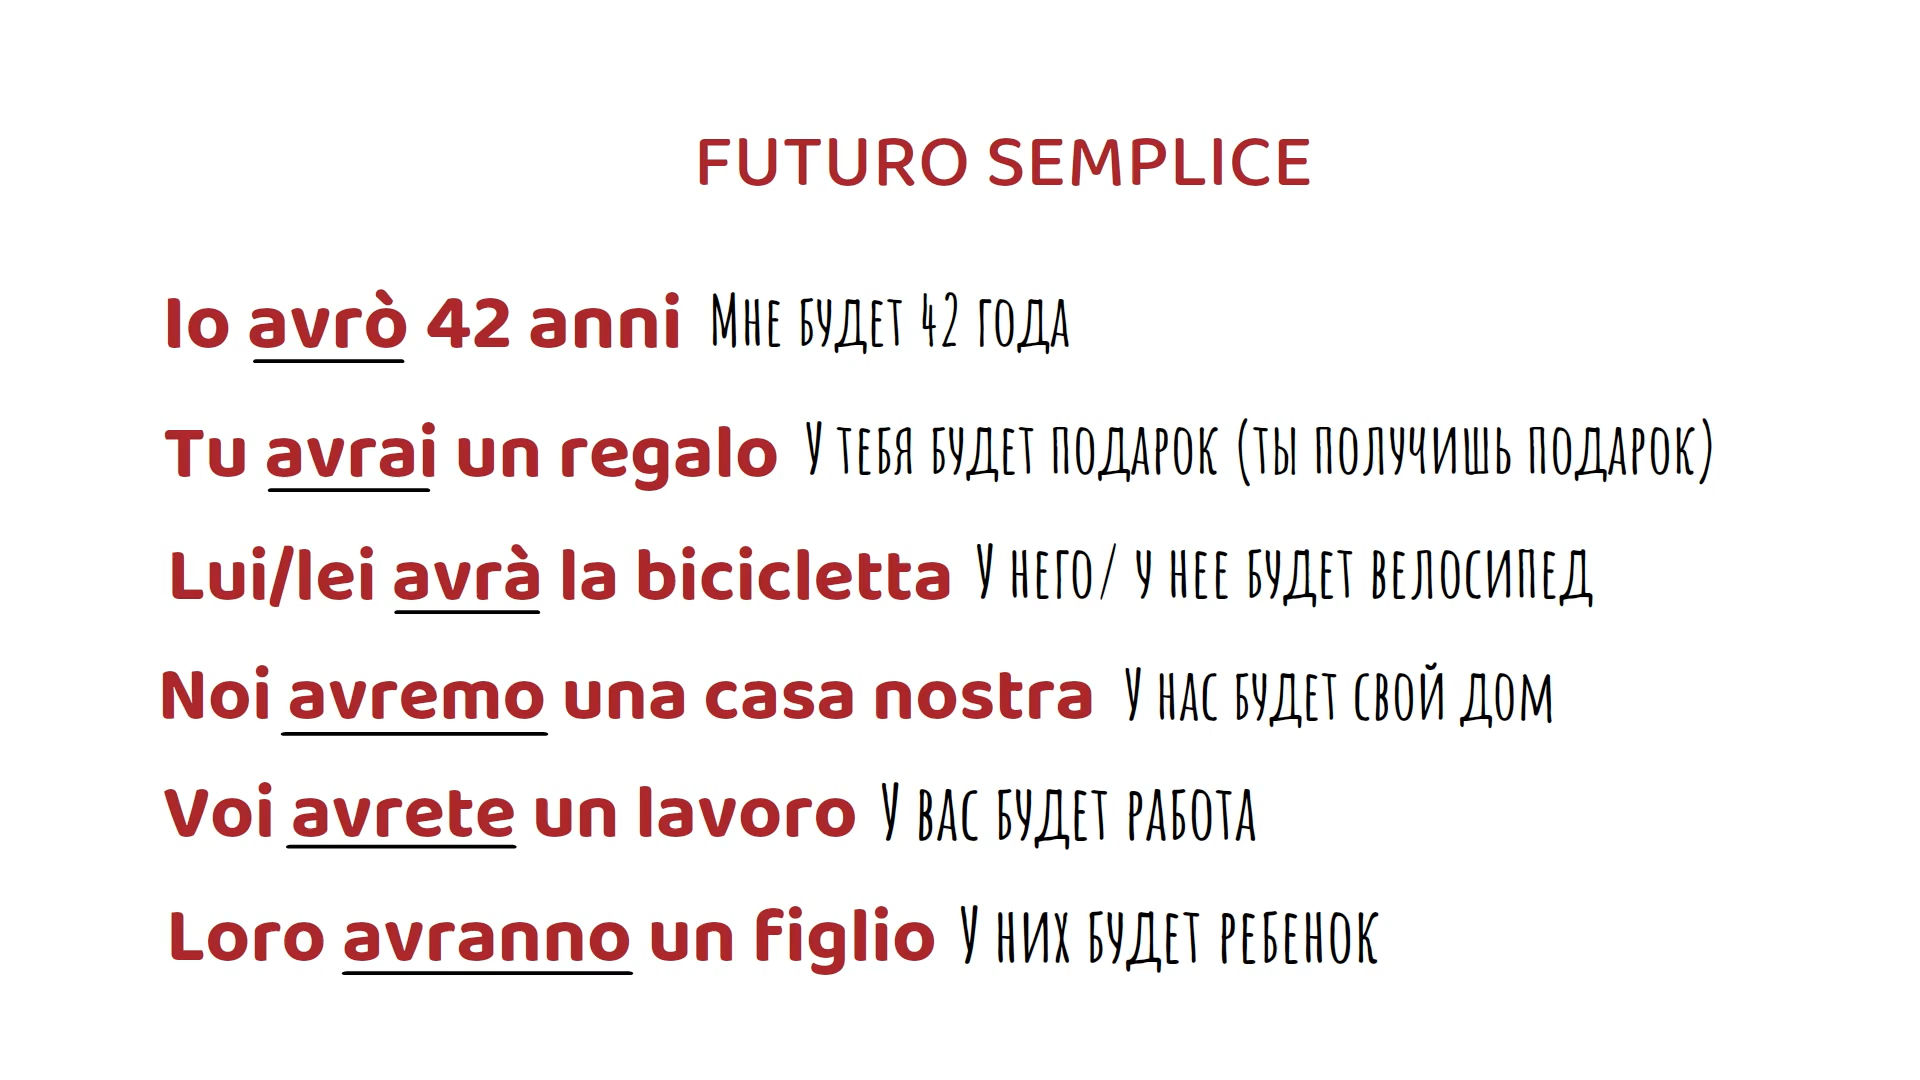 FUTURO SEMPLICE
Io avrò 42 anni Мне будет 42 года
Tu avrai un regalo У тебя будет подарок (ты получишь подарок)
Lui/lei avrà la bicicletta У него/ у нее будет велосипед
Noi avremo una casa nostra У нас будет свой дом
Voi avrete un lavoro У вас будет работа
Loro avranno un figlio У них будет ребенок